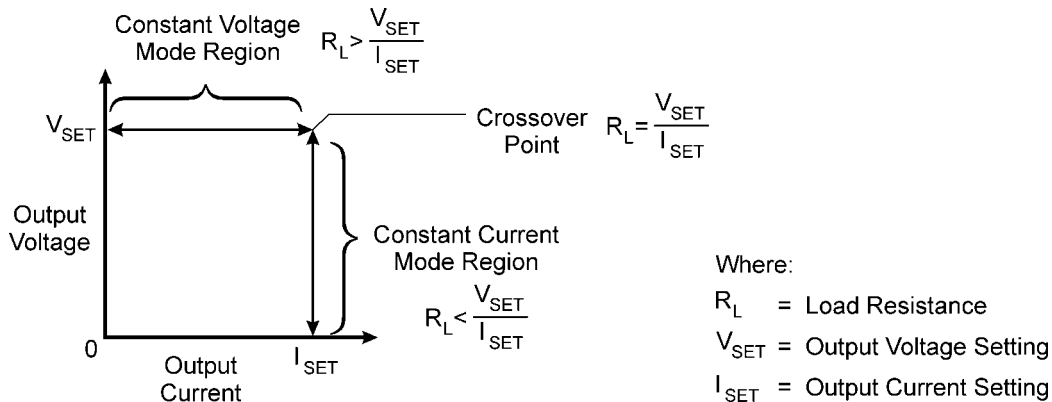 Constant Voltage
Mode Region
R_L > V_SET / I_SET
V_SET
Crossover
Point
R_L = V_SET / I_SET
Output
Voltage
Constant Current
Mode Region
R_L < V_SET / I_SET
0
Output
Current
I_SET
Where:
R_L = Load Resistance
V_SET = Output Voltage Setting
I_SET = Output Current Setting